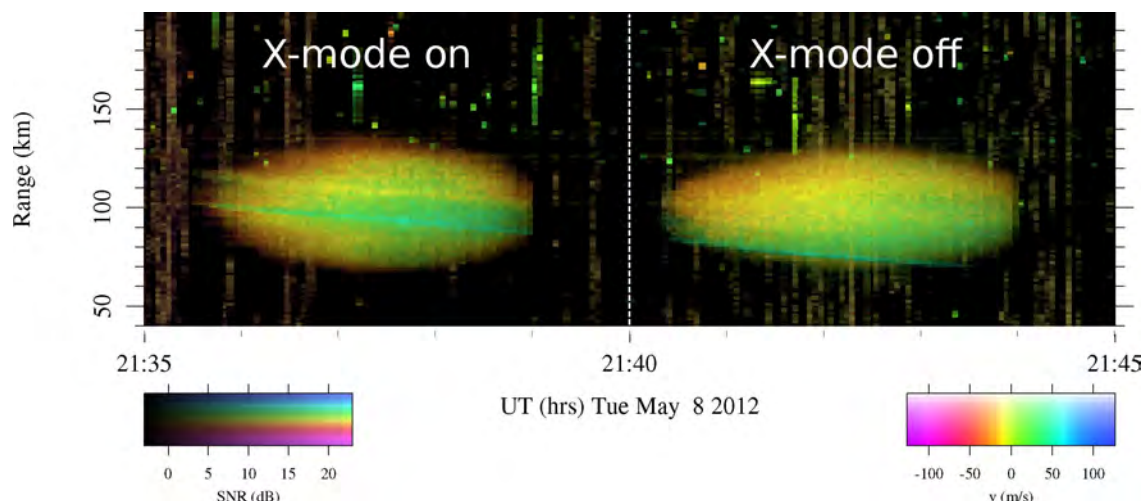 X-mode on
X-mode off
Range (km)
150
100
50
21:35
21:40
21:45
UT (hrs) Tue May 8 2012
0 5 10 15 20
SNR (dB)
-100 -50 0 50 100
v (m/s)